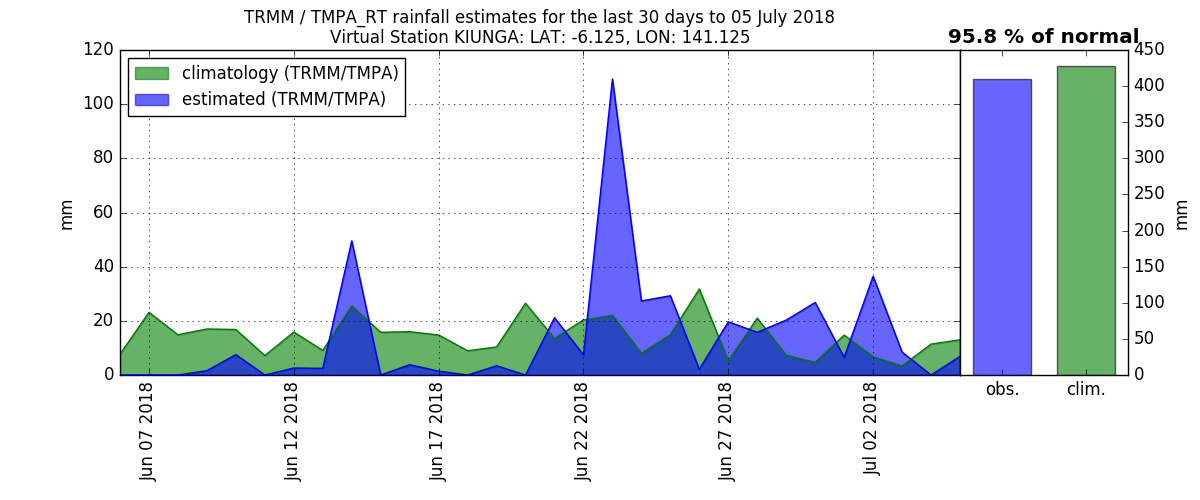 TRMM / TMPA_RT rainfall estimates for the last 30 days to 05 July 2018
Virtual Station KIUNGA: LAT: -6.125, LON: 141.125
95.8 % of normal
climatology (TRMM/TMPA)
estimated (TRMM/TMPA)
120
100
80
60
40
20
0
mm
Jun 07 2018
Jun 12 2018
Jun 17 2018
Jun 22 2018
Jun 27 2018
Jul 02 2018
450
400
350
300
250
200
150
100
50
0
mm
obs.
clim.